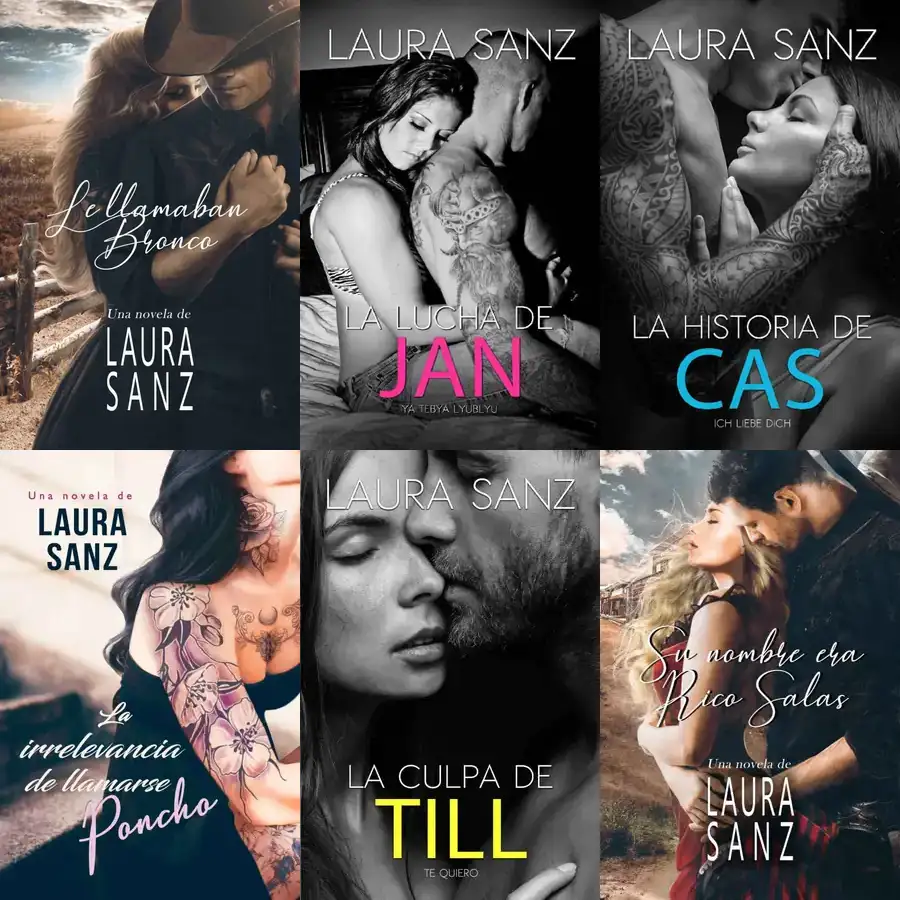 Le llamaban
Bronco
Una novela de
LAURA
SANZ
LAURA SANZ
LA LUCHA DE
JAN
YA TEBYA LYUBLYU
LAURA SANZ
LA HISTORIA DE
CAS
ICH LIEBE DICH
Una novela de
LAURA
SANZ
La
irrelevancia
de llamarse
Poncho
LAURA SANZ
LA CULPA DE
TILL
TE QUIERO
Su nombre era
Rico Salas
Una novela de
LAURA
SANZ